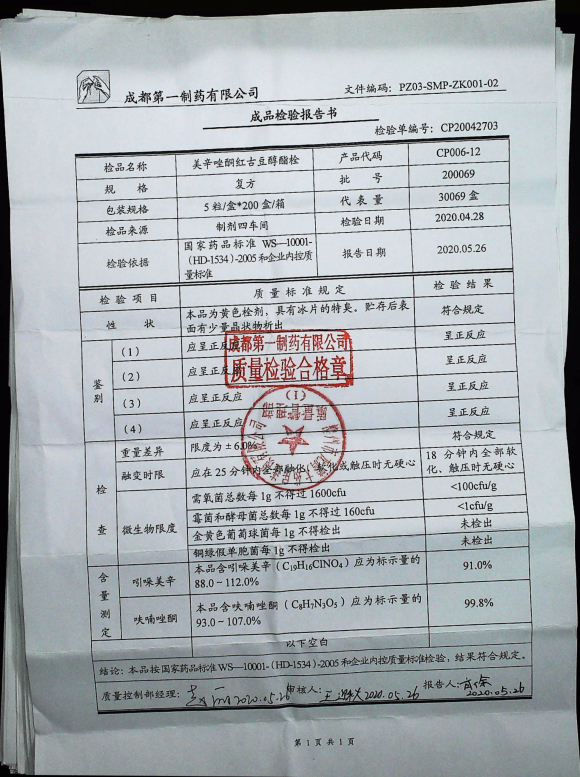 成都第一制药有限公司 文件编码：PZ03-SMP-ZK001-02
成品检验报告书
检验单编号：CP20042703
检品名称 美辛唑酮红古豆醇酯栓 产品代码 CP006-12
规 格 复方 批 号 200069
包装规格 5粒/盒*200盒/箱 代表量 30069盒
检品来源 制剂四车间 检验日期 2020.04.28
检验依据 国家药品标准 WS—10001-
(HD-1534)-2005和企业内控质
量标准 报告日期 2020.05.26
检验项目 质量标准规定 检验结果
性 状 本品为黄色栓剂，具有冰片的特臭。贮存后表
面有少量晶状物析出 符合规定
鉴别 （1） 应呈正反应 呈正反应
（2） 应呈正反应 呈正反应
（3） 应呈正反应 呈正反应
（4） 应呈正反应 呈正反应
成都第一制药有限公司
质量检验合格章
（1）
质量管理部
检查 重量差异 限度为±6.0% 符合规定
融变时限 应在25分钟内全部融化、软化或触压时无硬心 18分钟内全部软
化、触压时无硬心
微生物限度 需氧菌总数每1g不得过1600cfu <100cfu/g
霉菌和酵母菌总数每1g不得过160cfu <1cfu/g
金黄色葡萄球菌每1g不得检出 未检出
铜绿假单胞菌每1g不得检出 未检出
含量测定 吲哚美辛 本品含吲哚美辛（C19H16ClNO4）应为标示量的
88.0～112.0% 91.0%
呋喃唑酮 本品含呋喃唑酮（C8H7N3O5）应为标示量的
93.0～107.0% 99.8%
以下空白
结论：本品按国家药品标准WS—10001-（HD-1534)-2005和企业内控质量标准检验，结果符合规定。
质量控制部经理： 2020.05.26 审核人： 2020.05.26 报告人： 2020.05.26
第1页共1页